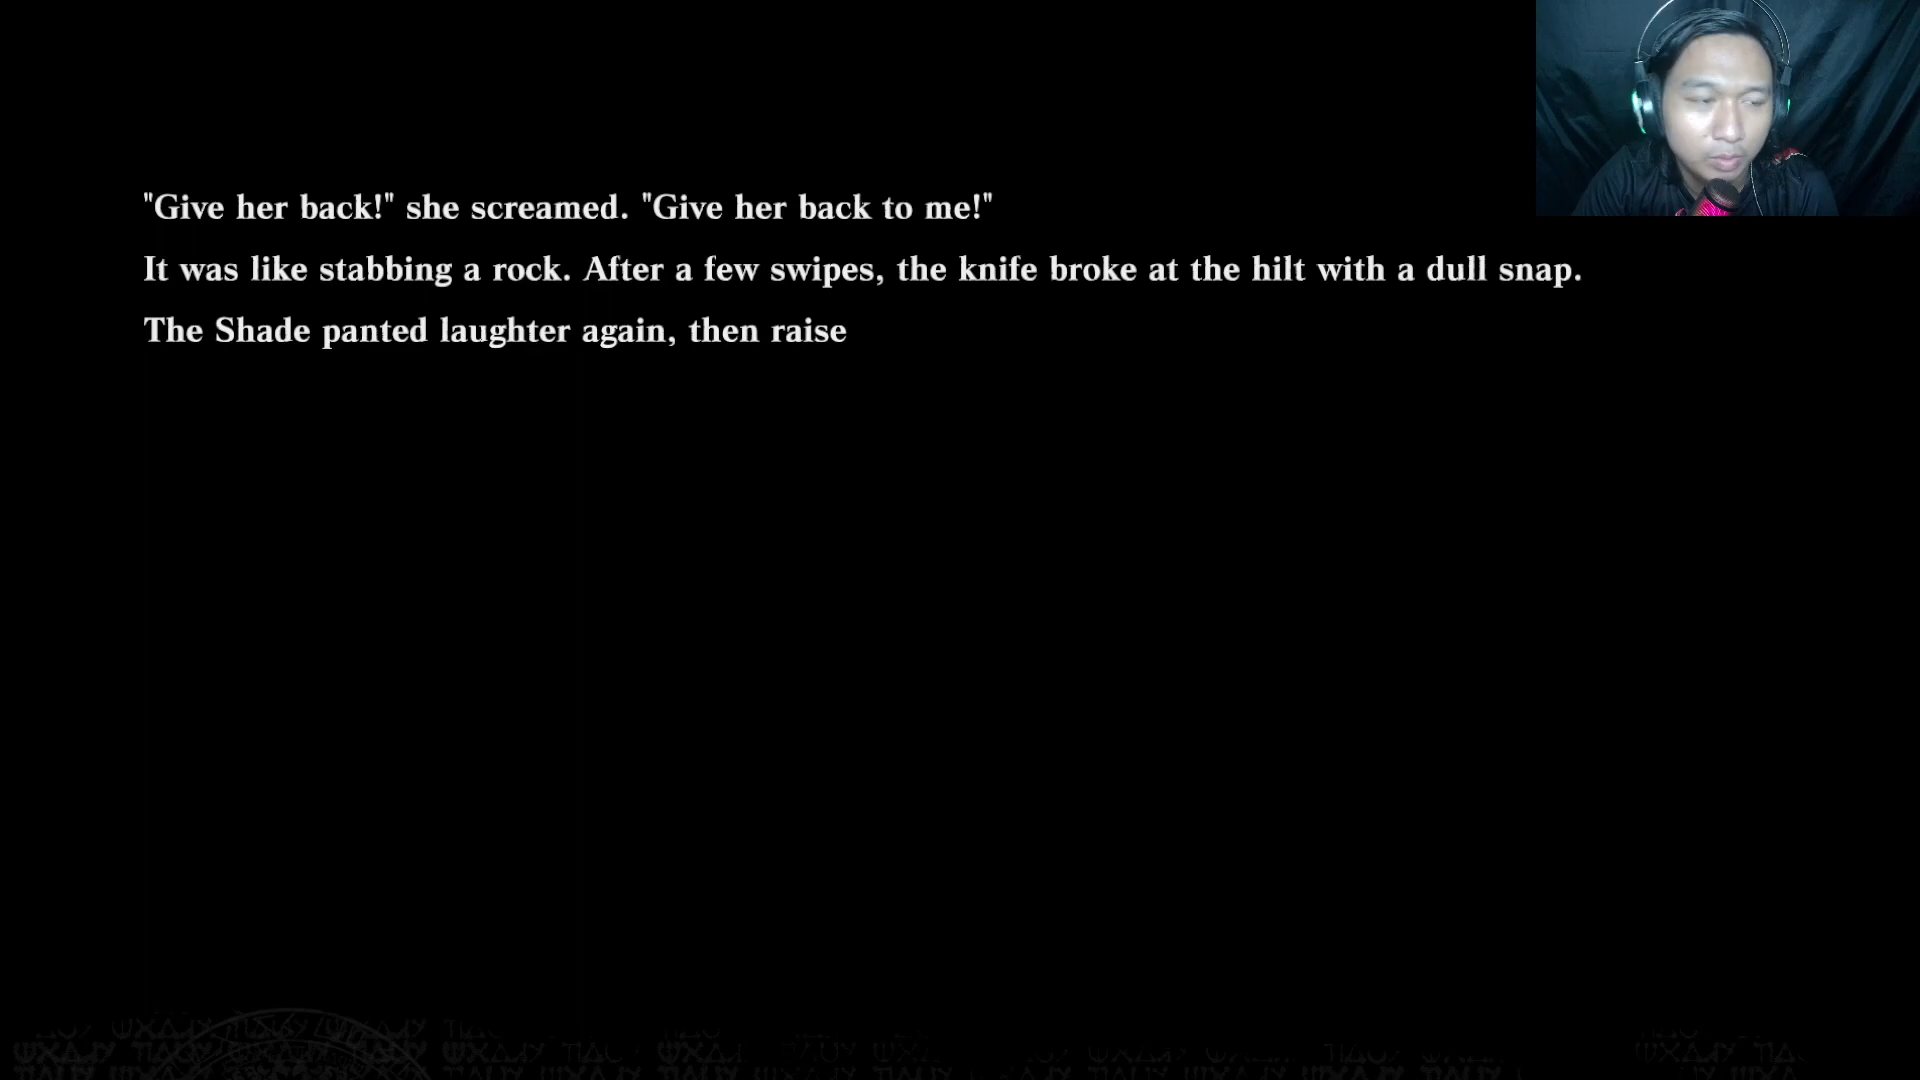 "Give her back!" she screamed. "Give her back to me!"
It was like stabbing a rock. After a few swipes, the knife broke at the hilt with a dull snap.
The Shade panted laughter again, then raise